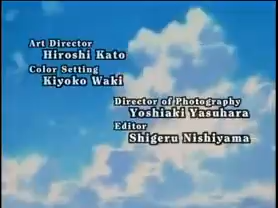 Art Director
Hiroshi Kato
Color Setting
Kiyoko Waki
Director of Photography
Yoshiaki Yasuhara
Editor
Shigeru Nishiyama